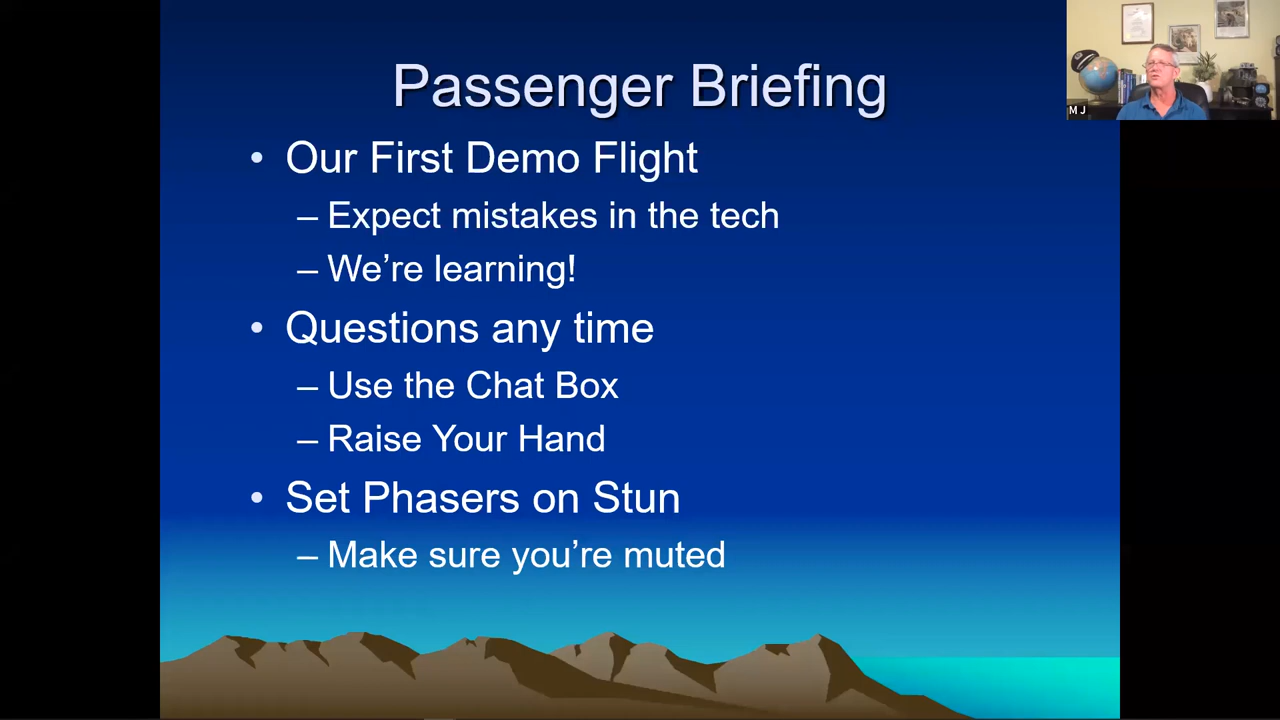 Passenger Briefing
• Our First Demo Flight
– Expect mistakes in the tech
– We're learning!
• Questions any time
– Use the Chat Box
– Raise Your Hand
• Set Phasers on Stun
– Make sure you're muted
M J